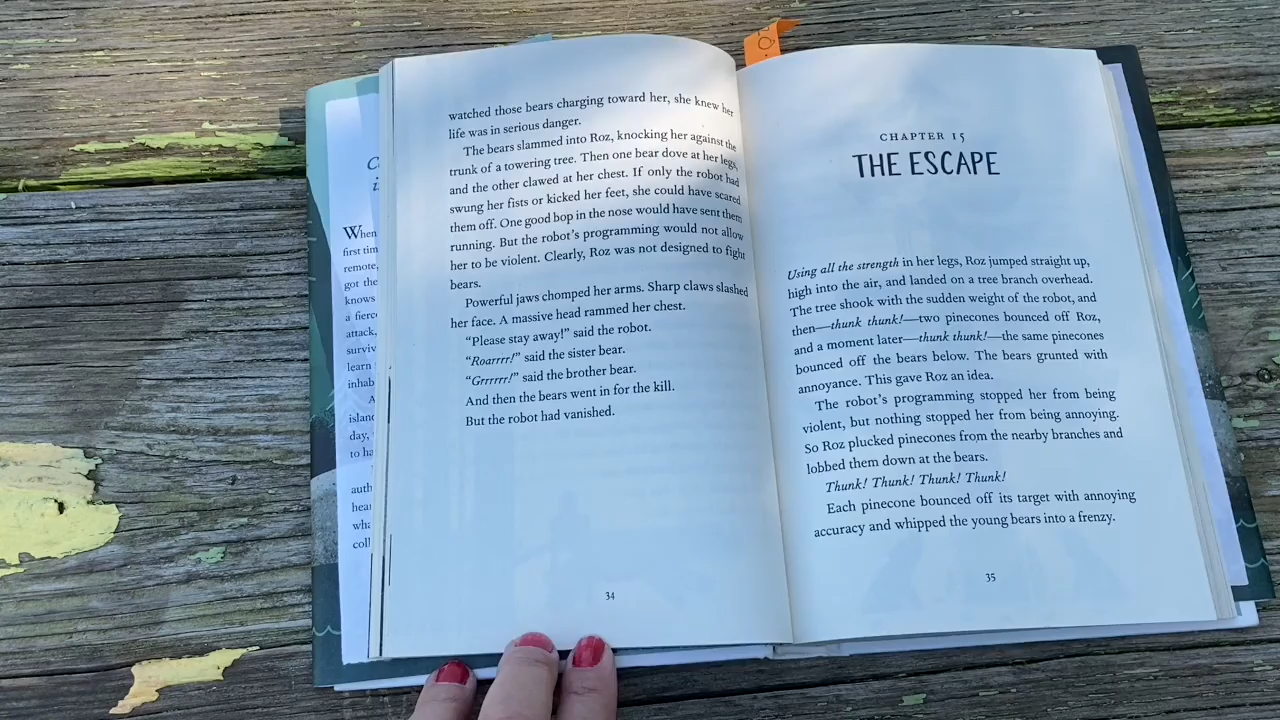 C
i
When
first tim
remote,
got the
knows
a fierc
attack,
surviv
learn
inhab
A
island
day,
to ha
auth
hear
wha
coll
watched those bears charging toward her, she knew her
life was in serious danger.
The bears slammed into Roz, knocking her against the
trunk of a towering tree. Then one bear dove at her legs,
and the other clawed at her chest. If only the robot had
swung her fists or kicked her feet, she could have scared
them off. One good bop in the nose would have sent them
running. But the robot's programming would not allow
her to be violent. Clearly, Roz was not designed to fight
bears.
Powerful jaws chomped her arms. Sharp claws slashed
her face. A massive head rammed her chest.
“Please stay away!” said the robot.
“Roarrrr!” said the sister bear.
“Grrrrrr!” said the brother bear.
And then the bears went in for the kill.
But the robot had vanished.
34
CHAPTER 15
THE ESCAPE
Using all the strength in her legs, Roz jumped straight up,
high into the air, and landed on a tree branch overhead.
The tree shook with the sudden weight of the robot, and
then—thunk thunk!—two pinecones bounced off Roz,
and a moment later—thunk thunk!—the same pinecones
bounced off the bears below. The bears grunted with
annoyance. This gave Roz an idea.
The robot's programming stopped her from being
violent, but nothing stopped her from being annoying.
So Roz plucked pinecones from the nearby branches and
lobbed them down at the bears.
Thunk! Thunk! Thunk! Thunk!
Each pinecone bounced off its target with annoying
accuracy and whipped the young bears into a frenzy.
35